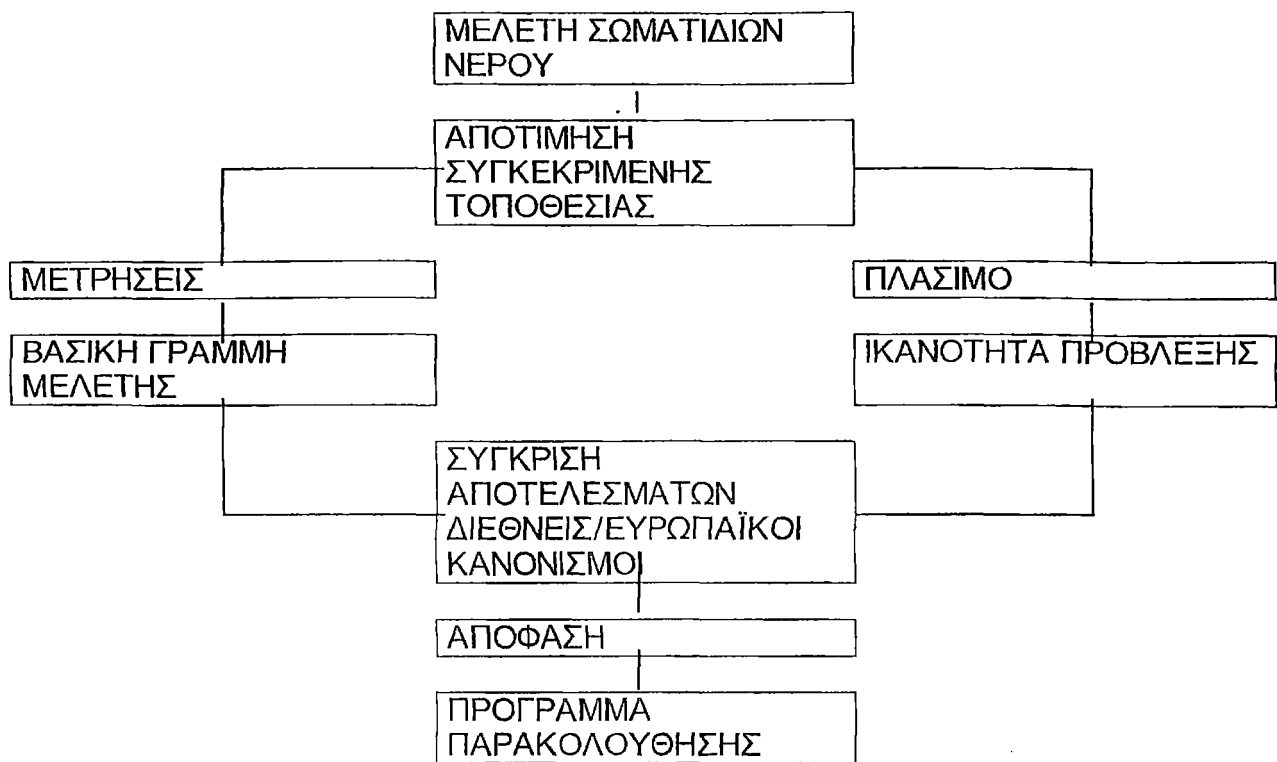 ΜΕΛΕΤΗ ΣΩΜΑΤΙΔΙΩΝ
ΝΕΡΟΥ
ΑΠΟΤΙΜΗΣΗ
ΣΥΓΚΕΚΡΙΜΕΝΗΣ
ΤΟΠΟΘΕΣΙΑΣ
ΜΕΤΡΗΣΕΙΣ
ΠΛΑΣΙΜΟ
ΒΑΣΙΚΗ ΓΡΑΜΜΗ
ΜΕΛΕΤΗΣ
ΙΚΑΝΟΤΗΤΑ ΠΡΟΒΛΕΞΗΣ
ΣΥΓΚΡΙΣΗ
ΑΠΟΤΕΛΕΣΜΑΤΩΝ
ΔΙΕΘΝΕΙΣ/ΕΥΡΩΠΑΪΚΟΙ
ΚΑΝΟΝΙΣΜΟΙ
ΑΠΟΦΑΣΗ
ΠΡΟΓΡΑΜΜΑ
ΠΑΡΑΚΟΛΟΥΘΗΣΗΣ